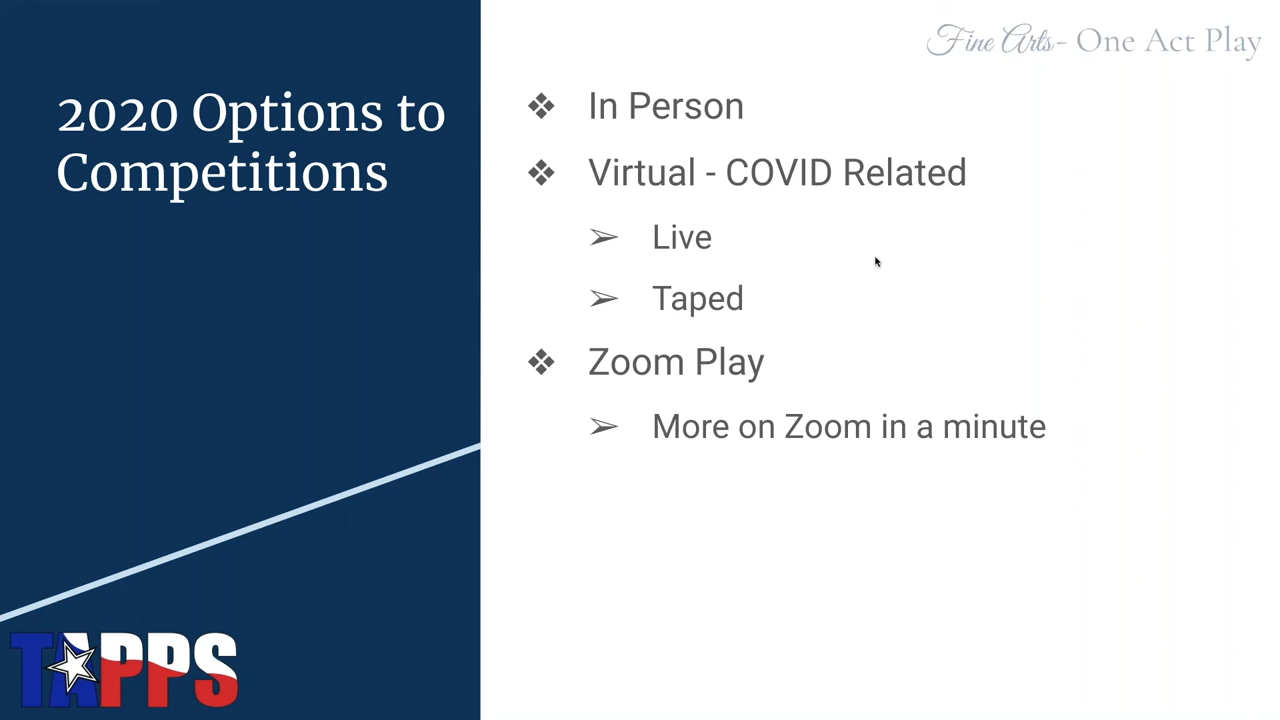 Fine Arts - One Act Play
2020 Options to
Competitions
❖ In Person
❖ Virtual - COVID Related
➢ Live
➢ Taped
❖ Zoom Play
➢ More on Zoom in a minute
TAPPS